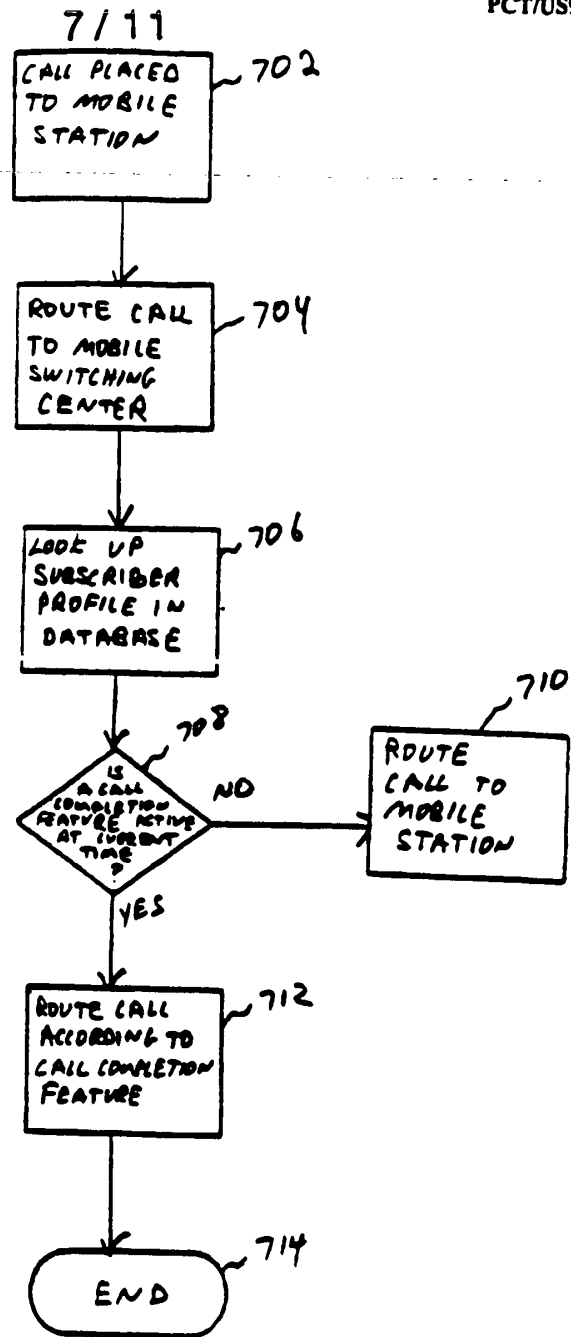 PCT/US9
7/11
CALL PLACED
TO MOBILE
STATION
702
ROUTE CALL
TO MOBILE
SWITCHING
CENTER
704
LOOK UP
SUBSCRIBER
PROFILE IN
DATABASE
706
IS
A CALL
COMPLETION
FEATURE ACTIVE
AT CURRENT
TIME
?
708
NO
ROUTE
CALL TO
MOBILE
STATION
710
YES
ROUTE CALL
ACCORDING TO
CALL COMPLETION
FEATURE
712
END
714